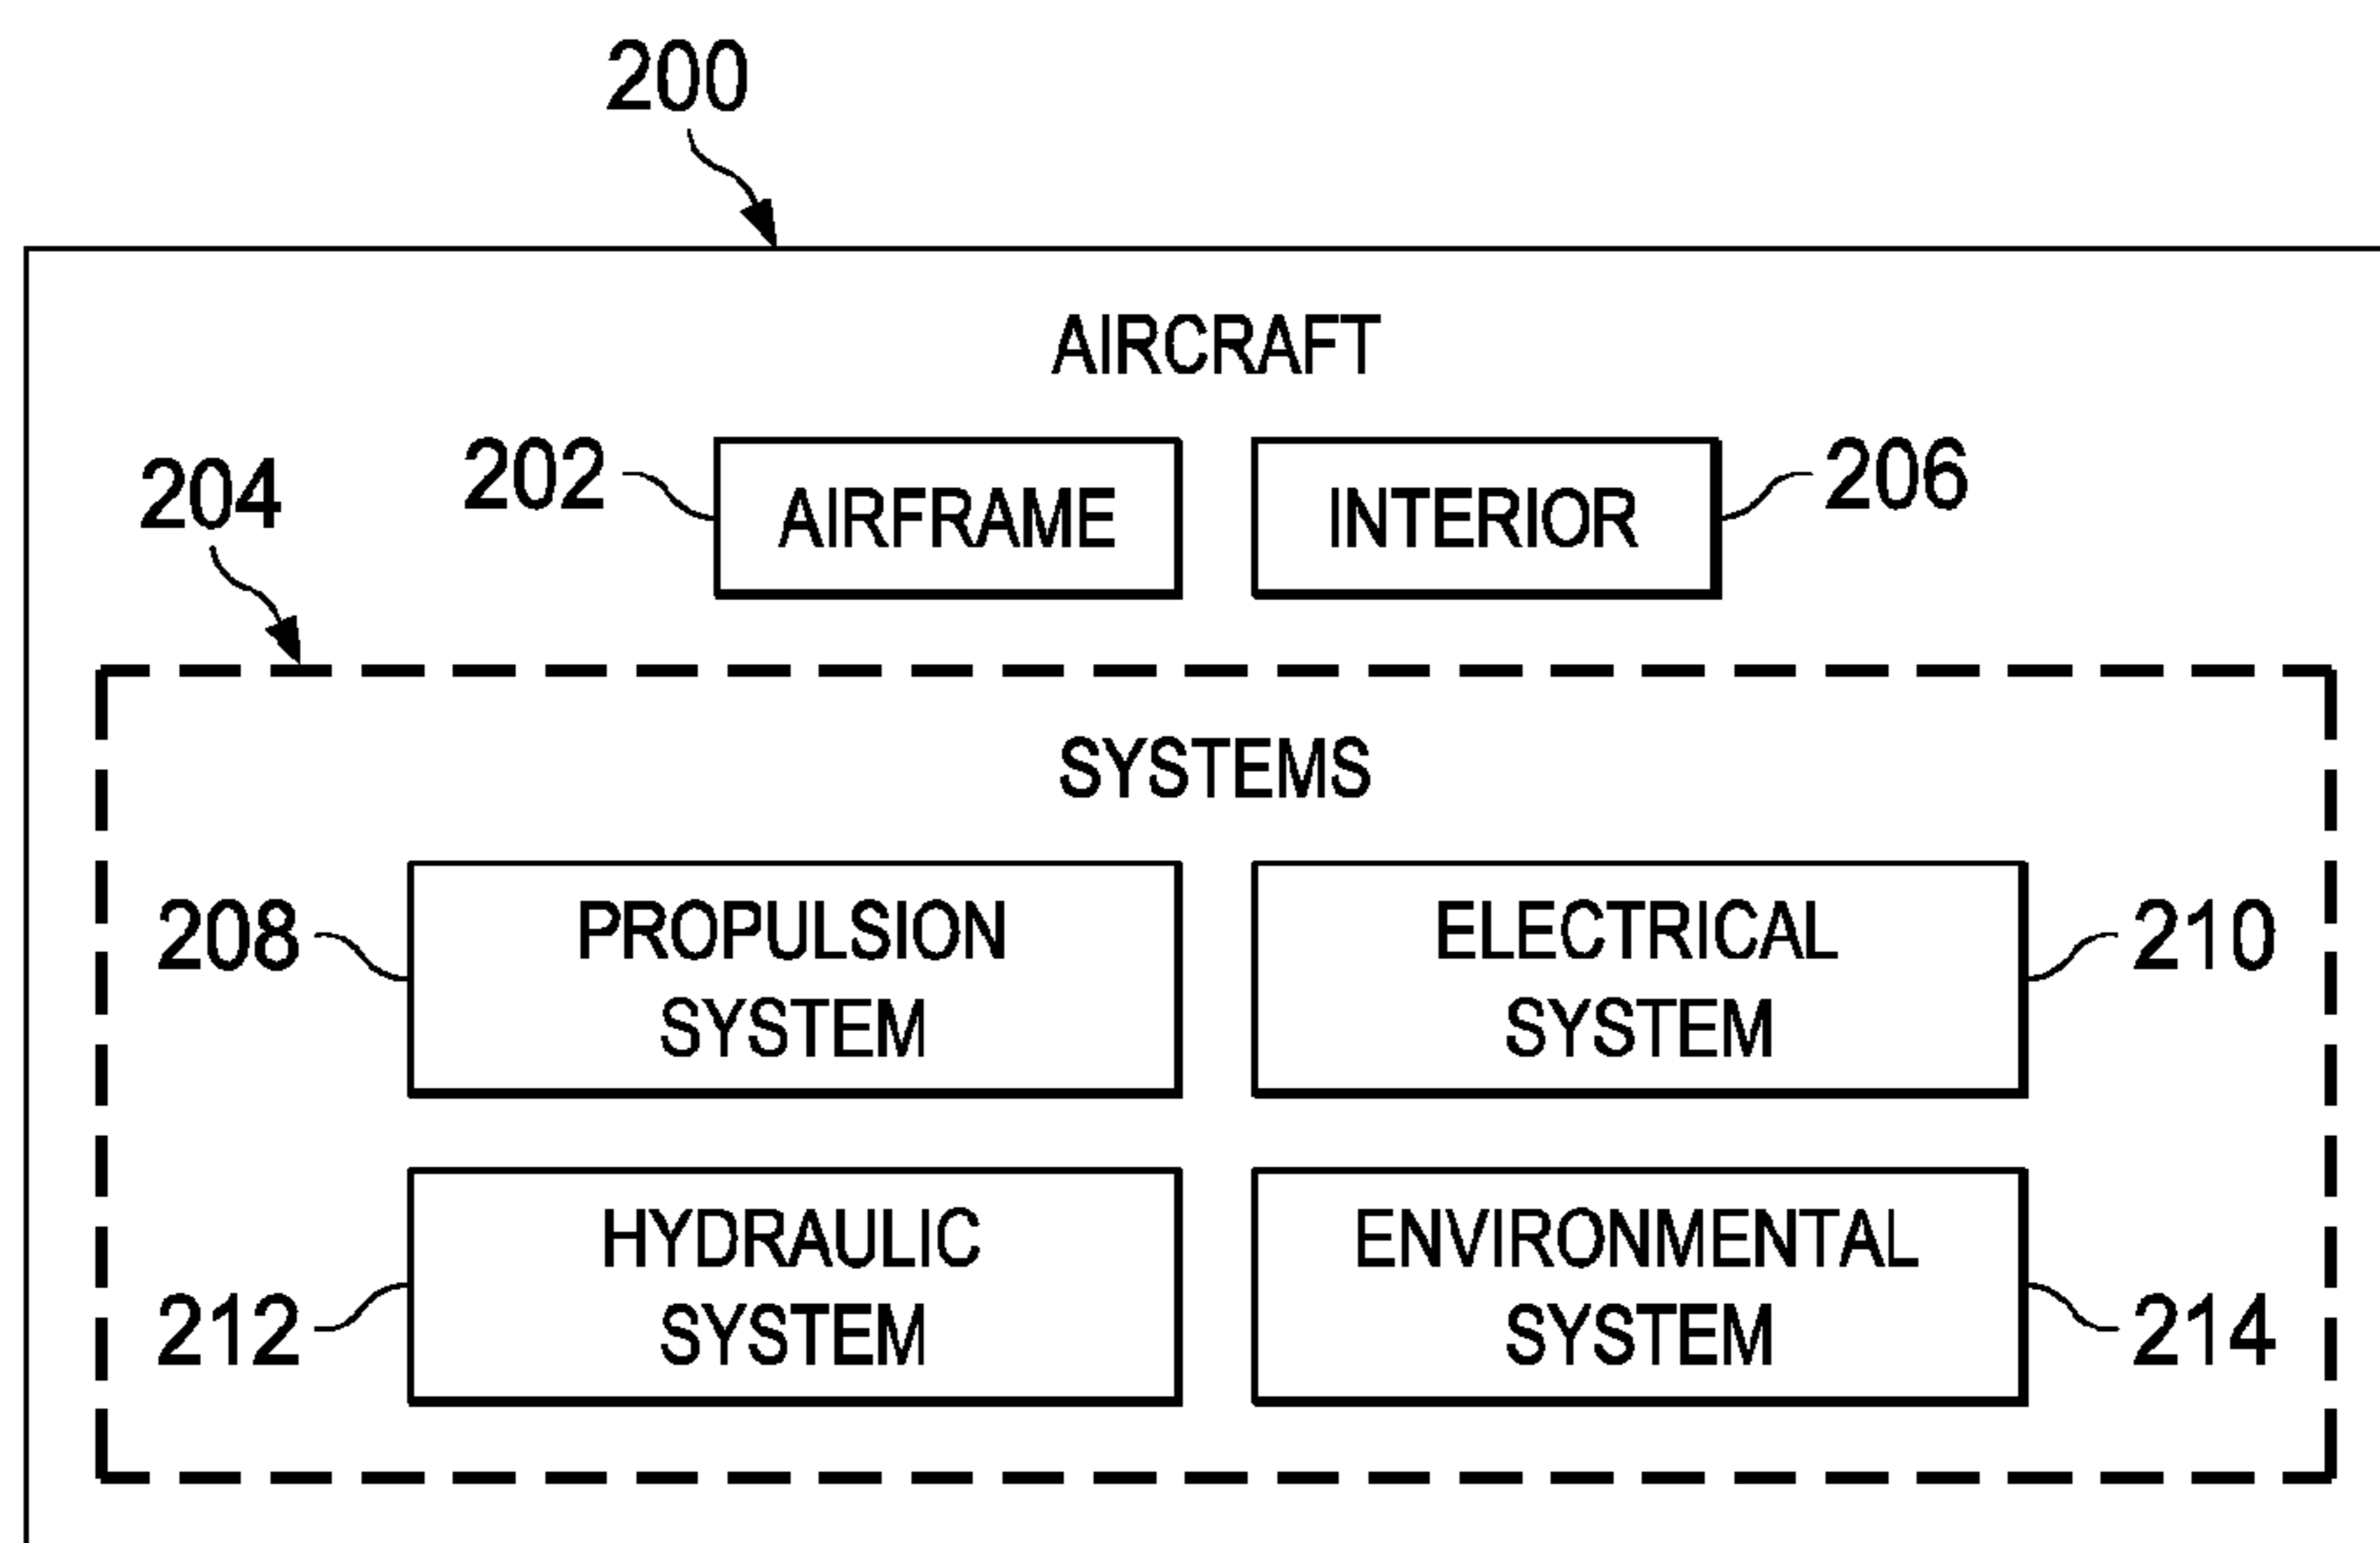 200
AIRCRAFT
202 AIRFRAME INTERIOR 206
204
SYSTEMS
208 PROPULSION SYSTEM
ELECTRICAL SYSTEM 210
212 HYDRAULIC SYSTEM
ENVIRONMENTAL SYSTEM 214